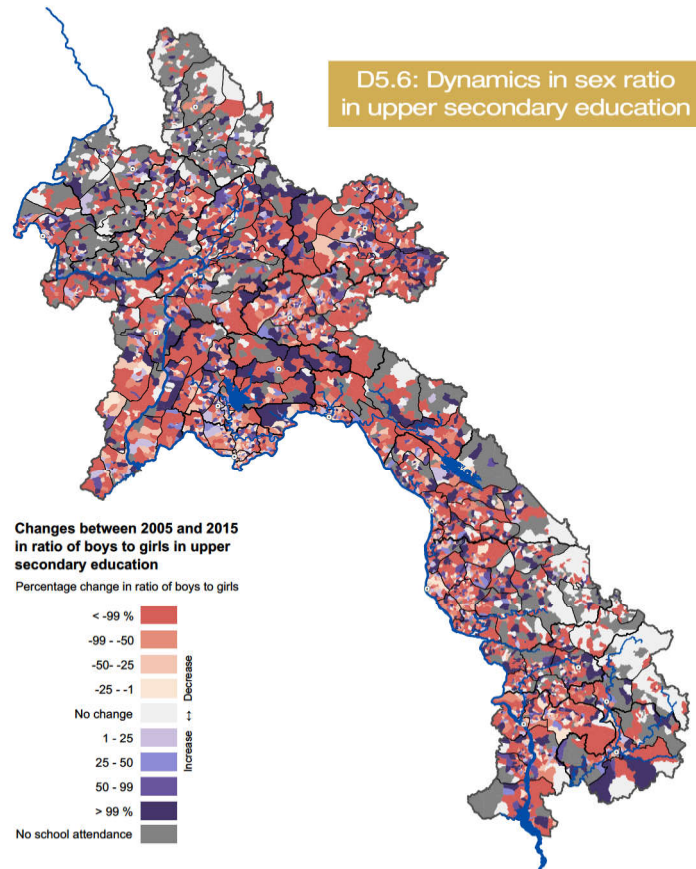 D5.6: Dynamics in sex ratio
in upper secondary education
Changes between 2005 and 2015
in ratio of boys to girls in upper
secondary education
Percentage change in ratio of boys to girls
< -99 %
-99 - -50
-50- -25
-25 - -1
No change
1 - 25
25 - 50
50 - 99
> 99 %
No school attendance
Increase ↔ Decrease